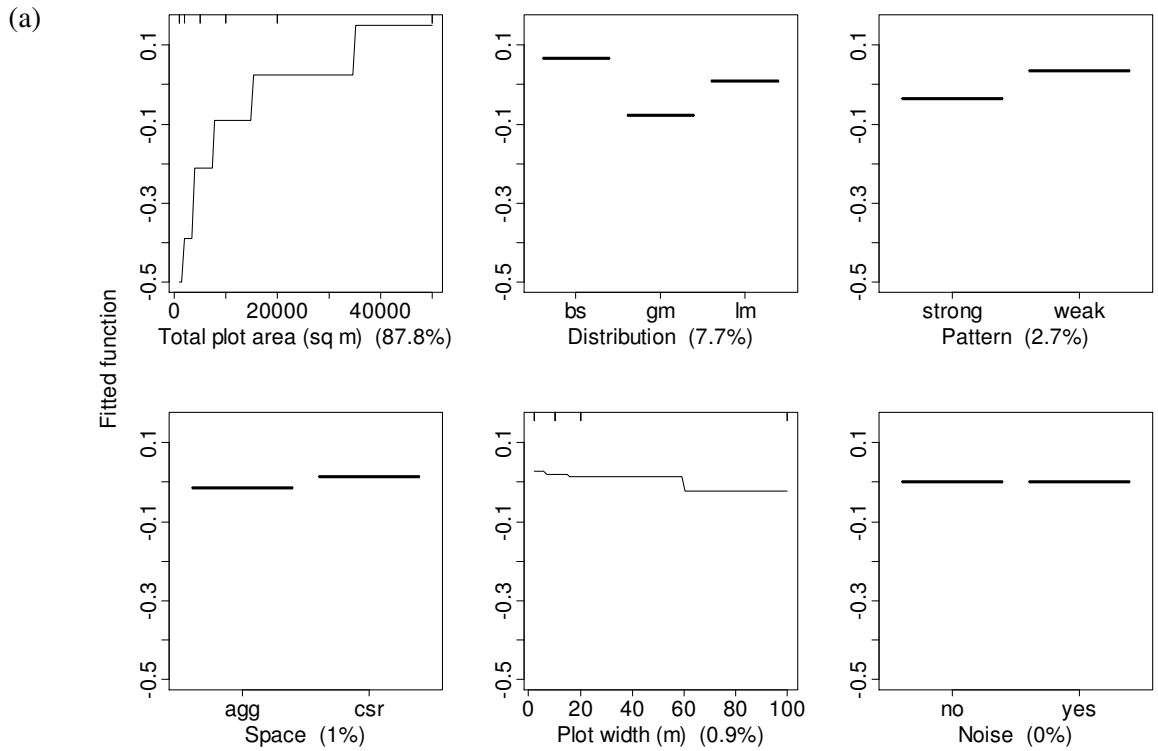 (a)
Fitted function
0.1
-0.1
-0.3
-0.5
0 20000 40000
Total plot area (sq m) (87.8%)
0.1
-0.1
-0.3
-0.5
bs gm lm
Distribution (7.7%)
0.1
-0.1
-0.3
-0.5
strong weak
Pattern (2.7%)
0.1
-0.1
-0.3
-0.5
agg csr
Space (1%)
0.1
-0.1
-0.3
-0.5
0 20 40 60 80 100
Plot width (m) (0.9%)
0.1
-0.1
-0.3
-0.5
no yes
Noise (0%)